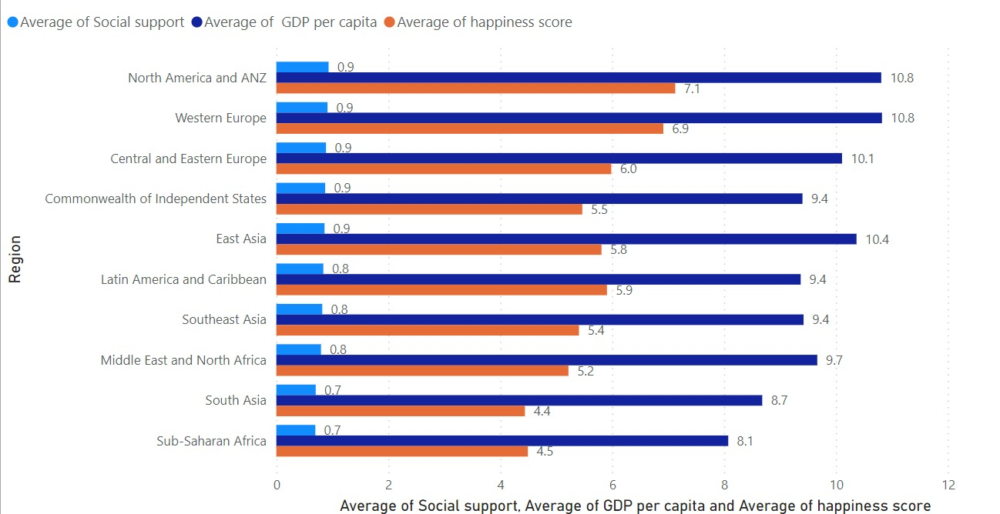 Average of Social support Average of GDP per capita Average of happiness score
North America and ANZ 0.9 10.8 7.1
Western Europe 0.9 10.8 6.9
Central and Eastern Europe 0.9 10.1 6.0
Commonwealth of Independent States 0.9 9.4 5.5
East Asia 0.9 10.4 5.8
Latin America and Caribbean 0.8 9.4 5.9
Southeast Asia 0.8 9.4 5.4
Middle East and North Africa 0.8 9.7 5.2
South Asia 0.7 8.7 4.4
Sub-Saharan Africa 0.7 8.1 4.5
Region
0 2 4 6 8 10 12
Average of Social support, Average of GDP per capita and Average of happiness score